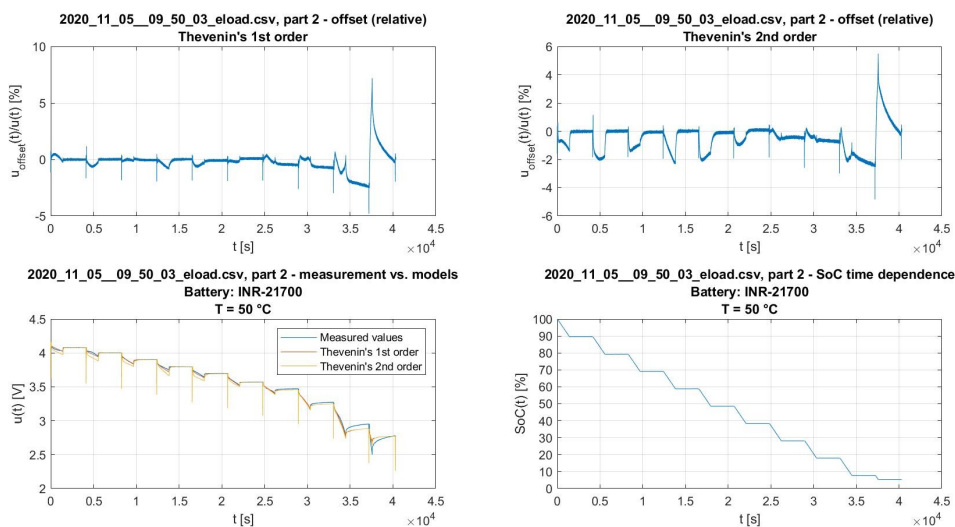 2020_11_05__09_50_03_eload.csv, part 2 - offset (relative)
Thevenin's 1st order
10
5
0
-5
u_offset(t)/u(t) [%]
0 0.5 1 1.5 2 2.5 3 3.5 4 4.5
t [s]
×10^4
2020_11_05__09_50_03_eload.csv, part 2 - offset (relative)
Thevenin's 2nd order
6
4
2
0
-2
-4
-6
u_offset(t)/u(t) [%]
0 0.5 1 1.5 2 2.5 3 3.5 4 4.5
t [s]
×10^4
2020_11_05__09_50_03_eload.csv, part 2 - measurement vs. models
Battery: INR-21700
T = 50 °C
4.5
4
3.5
3
2.5
2
u(t) [V]
Measured values
Thevenin's 1st order
Thevenin's 2nd order
0 0.5 1 1.5 2 2.5 3 3.5 4 4.5
t [s]
×10^4
2020_11_05__09_50_03_eload.csv, part 2 - SoC time dependence
Battery: INR-21700
T = 50 °C
100
90
80
70
60
50
40
30
20
10
0
SoC(t) [%]
0 0.5 1 1.5 2 2.5 3 3.5 4 4.5
t [s]
×10^4